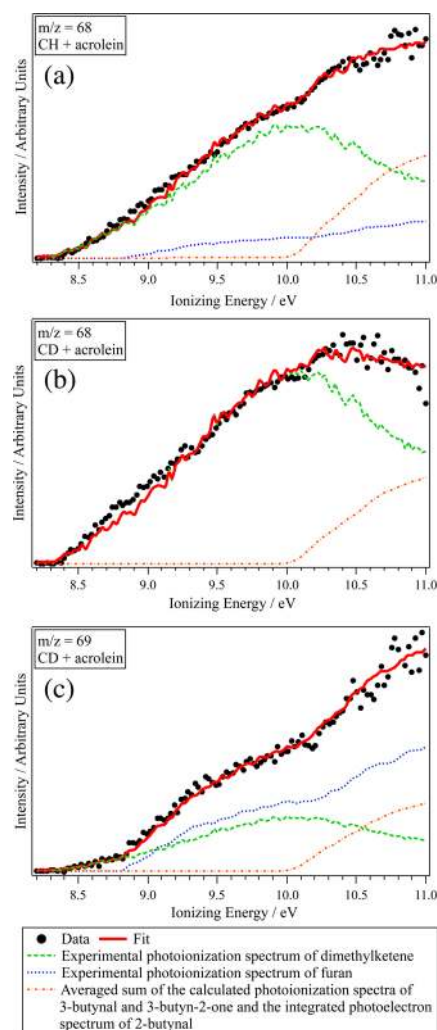 m/z = 68
CH + acrolein
(a)
Intensity / Arbitrary Units
8.5 9.0 9.5 10.0 10.5 11.0
Ionizing Energy / eV
m/z = 68
CD + acrolein
(b)
Intensity / Arbitrary Units
8.5 9.0 9.5 10.0 10.5 11.0
Ionizing Energy / eV
m/z = 69
CD + acrolein
(c)
Intensity / Arbitrary Units
8.5 9.0 9.5 10.0 10.5 11.0
Ionizing Energy / eV
Data Fit
Experimental photoionization spectrum of dimethylketene
Experimental photoionization spectrum of furan
Averaged sum of the calculated photoionization spectra of
3-butynal and 3-butyn-2-one and the integrated photoelectron
spectrum of 2-butynal